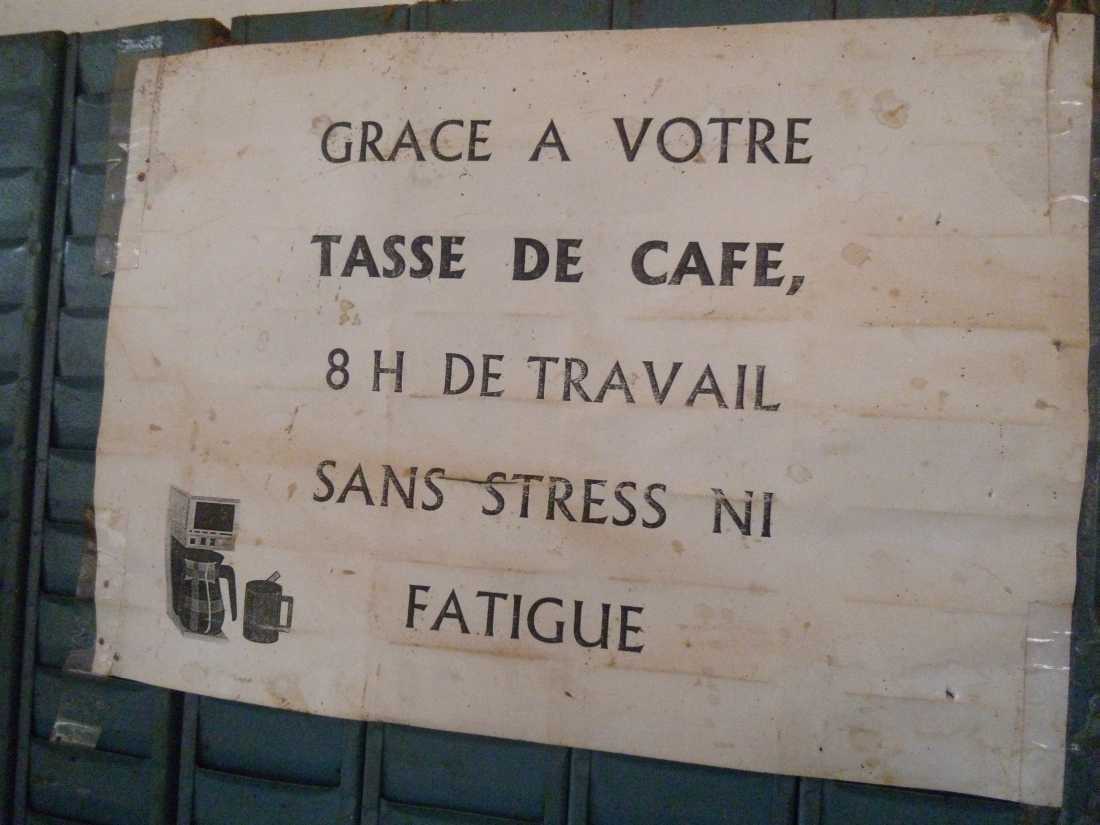 GRACE A VOTRE
TASSE DE CAFE,
8 H DE TRAVAIL
SANS STRESS NI
FATIGUE